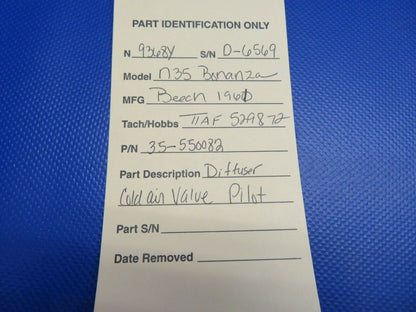 PART IDENTIFICATION ONLY
N 9368Y S/N D-6569
Model N35 Bonanza
MFG Beech 1961
Tach/Hobbs TTAF 5298.72
P/N 35-550082
Part Description Diffuser
Cold air Valve Pilot
Part S/N
Date Removed